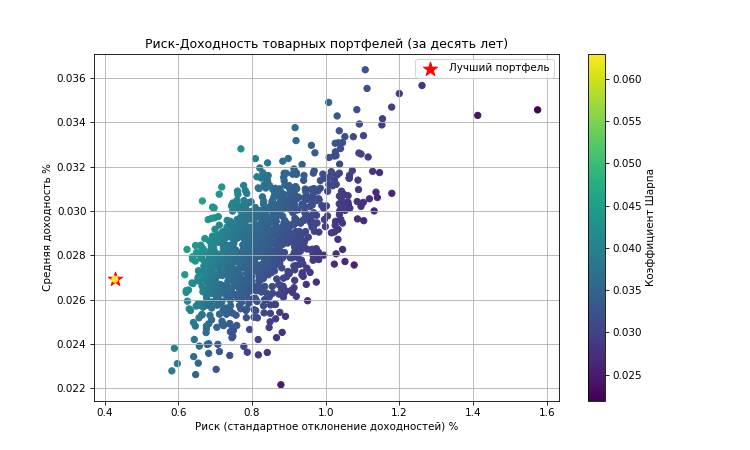 Риск-Доходность товарных портфелей (за десять лет)
Лучший портфель
Средняя доходность %
0.036
0.034
0.032
0.030
0.028
0.026
0.024
0.022
0.4 0.6 0.8 1.0 1.2 1.4 1.6
Риск (стандартное отклонение доходностей) %
0.060
0.055
0.050
0.045
0.040
0.035
0.030
0.025
Коэффициент Шарпа